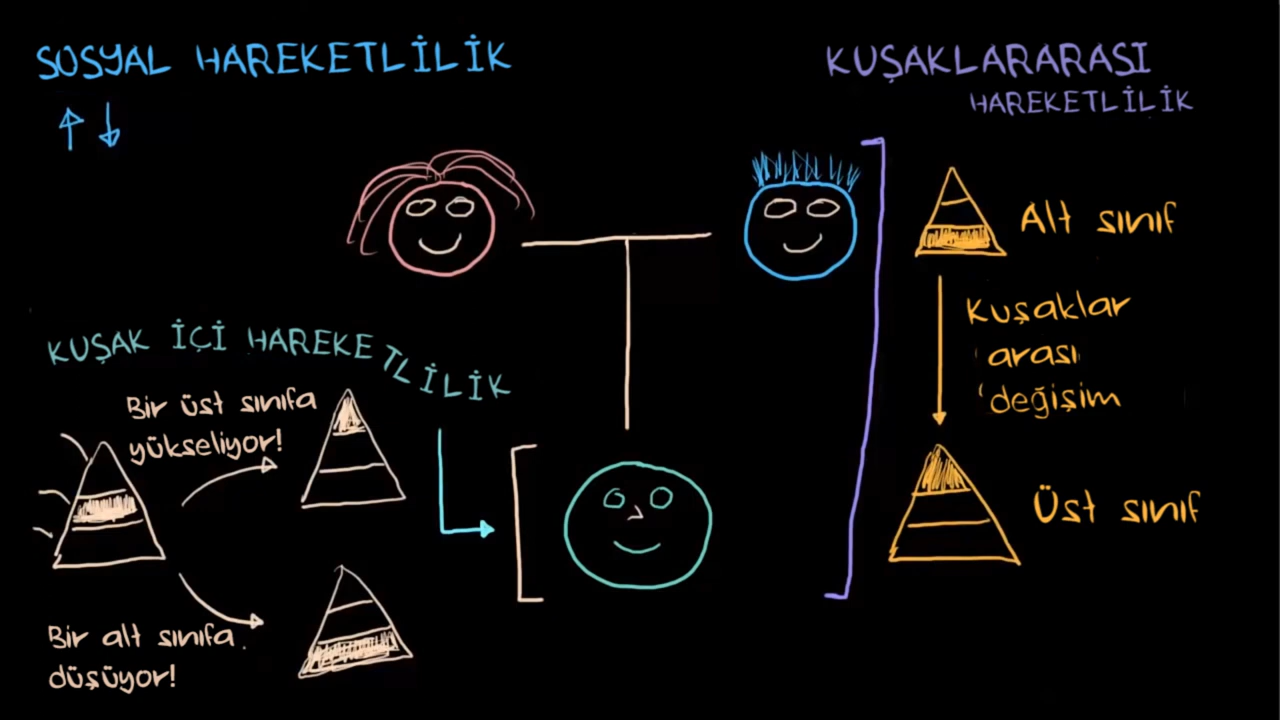 SOSYAL HAREKETLİLİK
KUŞAKLARARASI
HAREKETLİLİK
Alt sınıf
Kuşaklar
arası
değişim
Üst sınıf
KUŞAK İÇİ HAREKETLİLİK
Bir üst sınıfa
yükseliyor!
Bir alt sınıfa
düşüyor!